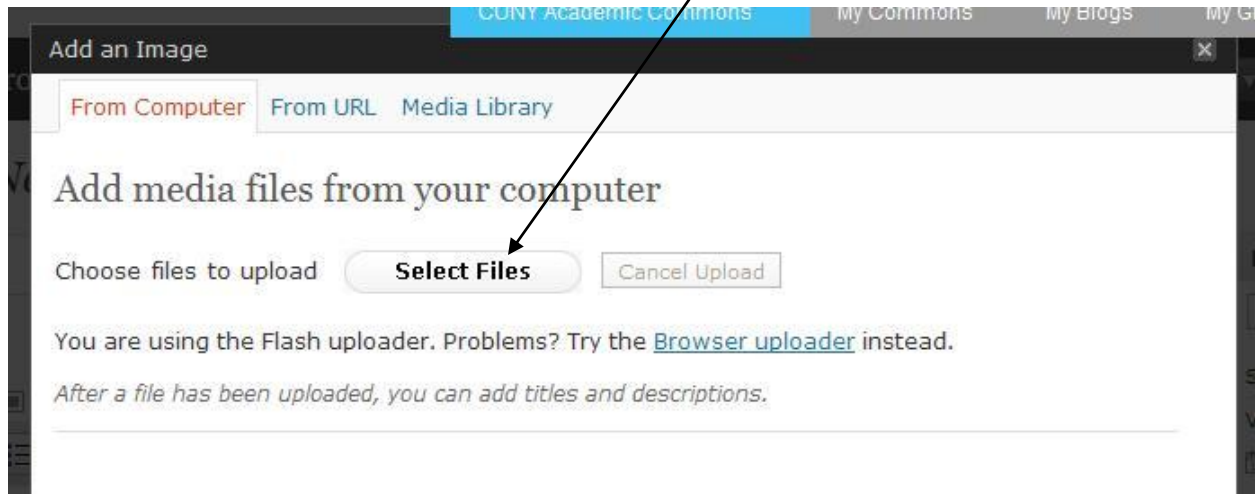 CUNY Academic Commons My Commons My Blogs
Add an Image
From Computer From URL Media Library
Add media files from your computer
Choose files to upload Select Files Cancel Upload
You are using the Flash uploader. Problems? Try the Browser uploader instead.
After a file has been uploaded, you can add titles and descriptions.